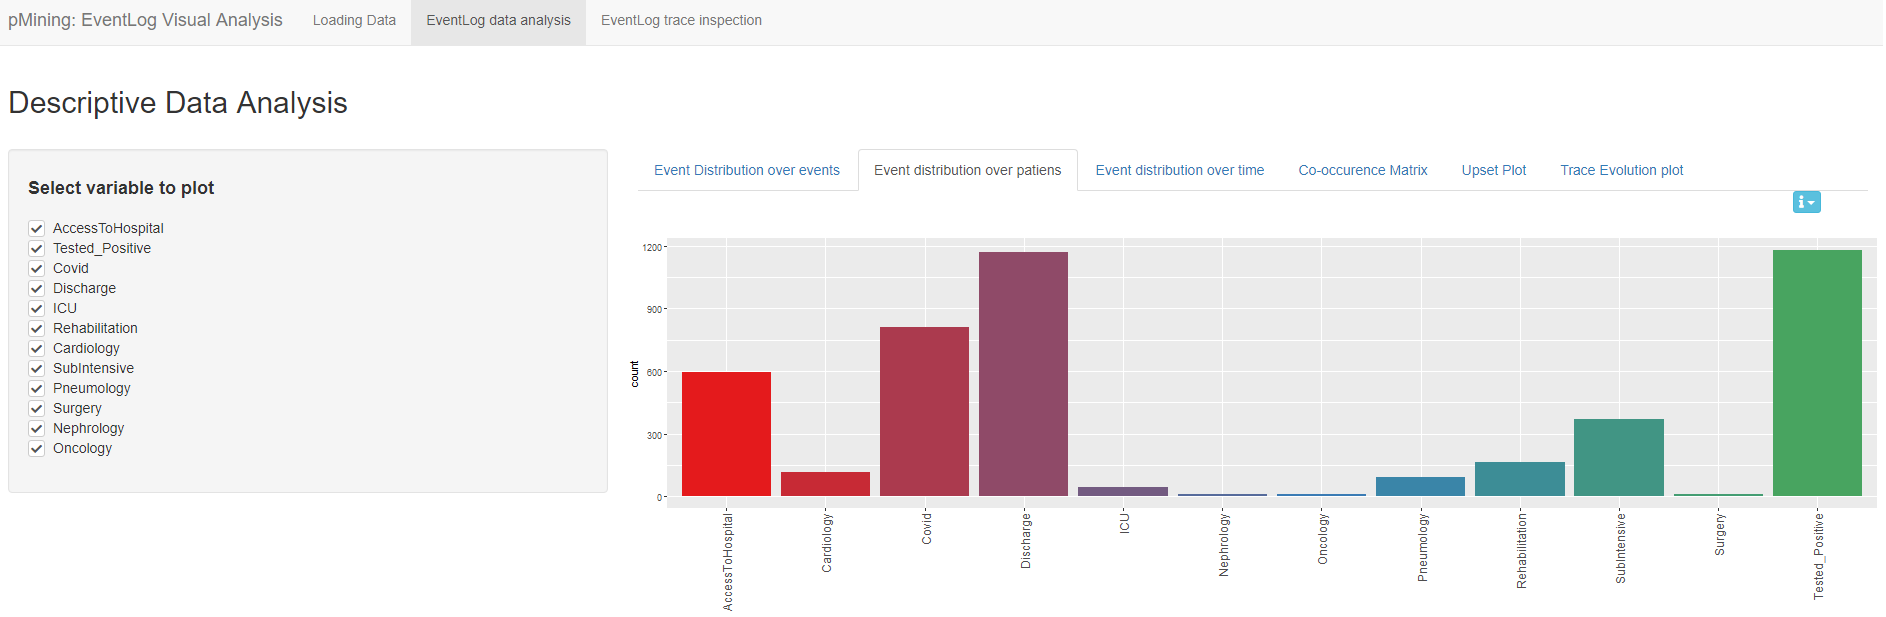 pMining: EventLog Visual Analysis Loading Data EventLog data analysis EventLog trace inspection
Descriptive Data Analysis
Select variable to plot
AccessToHospital
Tested_Positive
Covid
Discharge
ICU
Rehabilitation
Cardiology
SubIntensive
Pneumology
Surgery
Nephrology
Oncology
Event Distribution over events Event distribution over patiens Event distribution over time Co-occurence Matrix Upset Plot Trace Evolution plot
1200
900
600
300
0
count
AccessToHospital
Cardiology
Covid
Discharge
ICU
Nephrology
Oncology
Pneumology
Rehabilitation
SubIntensive
Surgery
Tested_Positive